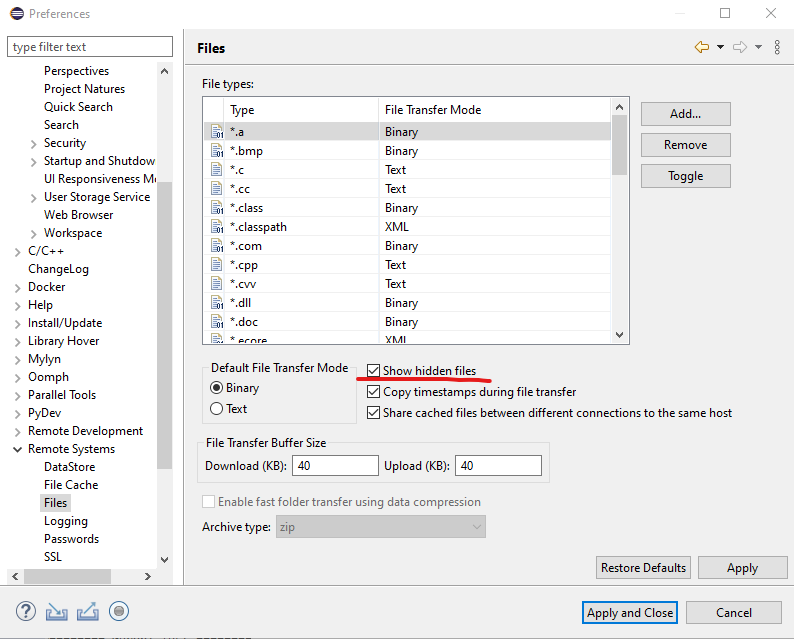 Preferences
type filter text
Perspectives
Project Natures
Quick Search
Search
Security
Startup and Shutdow
UI Responsiveness M
User Storage Service
Web Browser
Workspace
C/C++
ChangeLog
Docker
Help
Install/Update
Library Hover
Mylyn
Oomph
Parallel Tools
PyDev
Remote Development
Remote Systems
DataStore
File Cache
Files
Logging
Passwords
SSL
Files
File types:
Type File Transfer Mode
*.a Binary
*.bmp Binary
*.c Text
*.cc Text
*.class Binary
*.classpath XML
*.com Binary
*.cpp Text
*.cvv Text
*.dll Binary
*.doc Binary
*.ecore XML
Add...
Remove
Toggle
Default File Transfer Mode
Binary
Text
Show hidden files
Copy timestamps during file transfer
Share cached files between different connections to the same host
File Transfer Buffer Size
Download (KB): 40 Upload (KB): 40
Enable fast folder transfer using data compression
Archive type: zip
Restore Defaults Apply
? Apply and Close Cancel